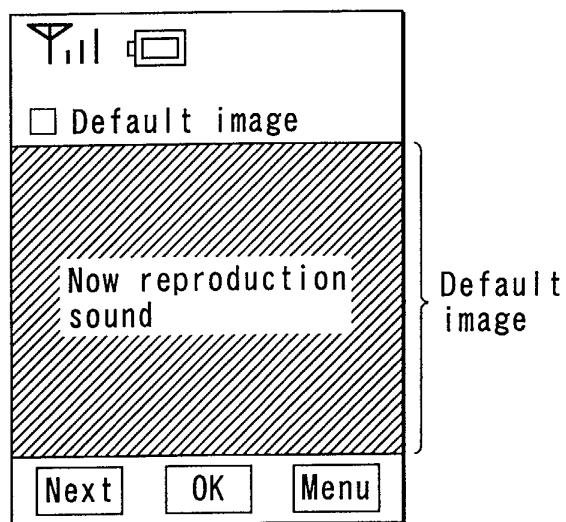 Default image
Now reproduction
sound
Default
image
Next OK Menu